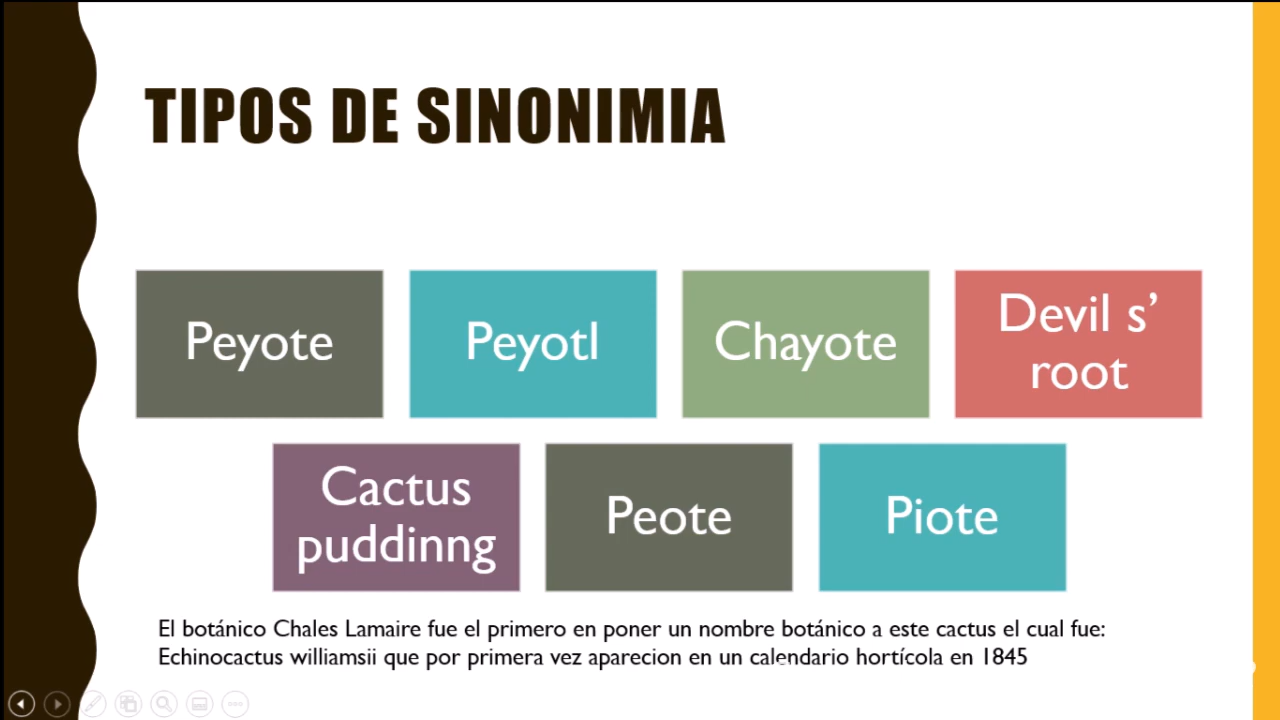 TIPOS DE SINONIMIA
Peyote
Peyotl
Chayote
Devil s’
root
Cactus
puddinng
Peote
Piote
El botánico Chales Lamaire fue el primero en poner un nombre botánico a este cactus el cual fue:
Echinocactus williamsii que por primera vez aparecion en un calendario hortícola en 1845